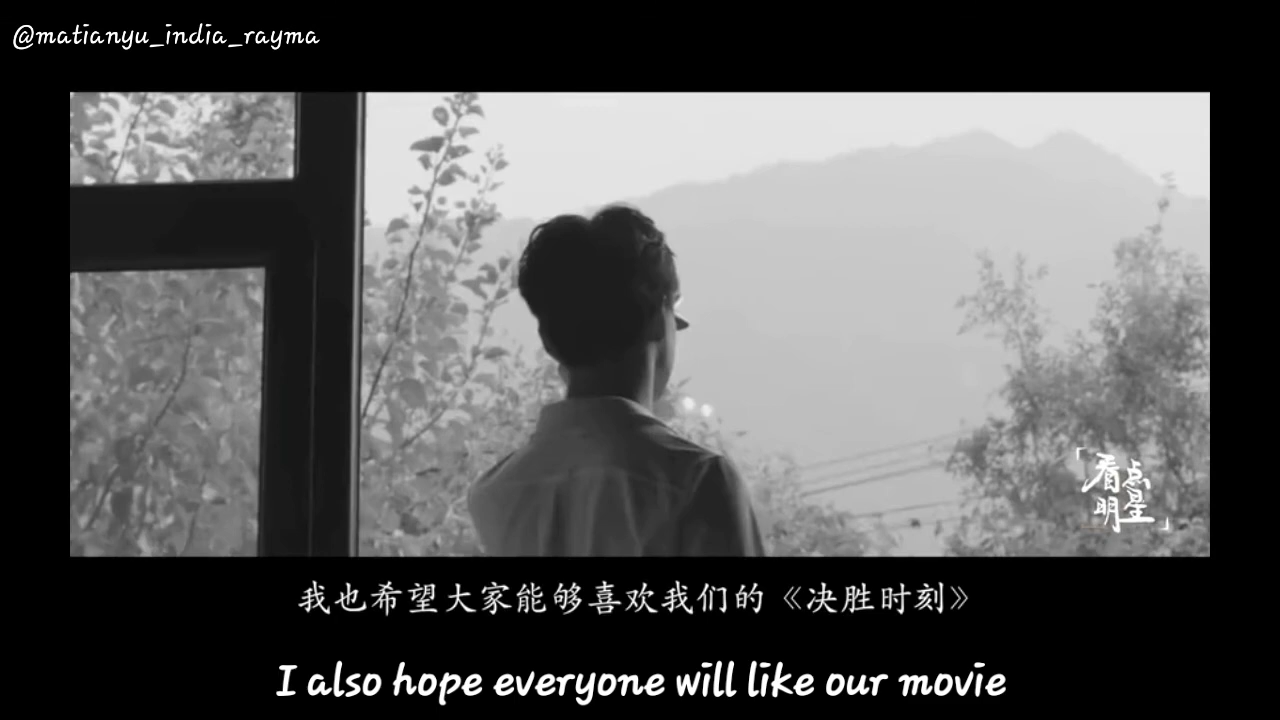 @matianyu_india_rayma
「看点
明星」
我也希望大家能够喜欢我们的《决胜时刻》
I also hope everyone will like our movie